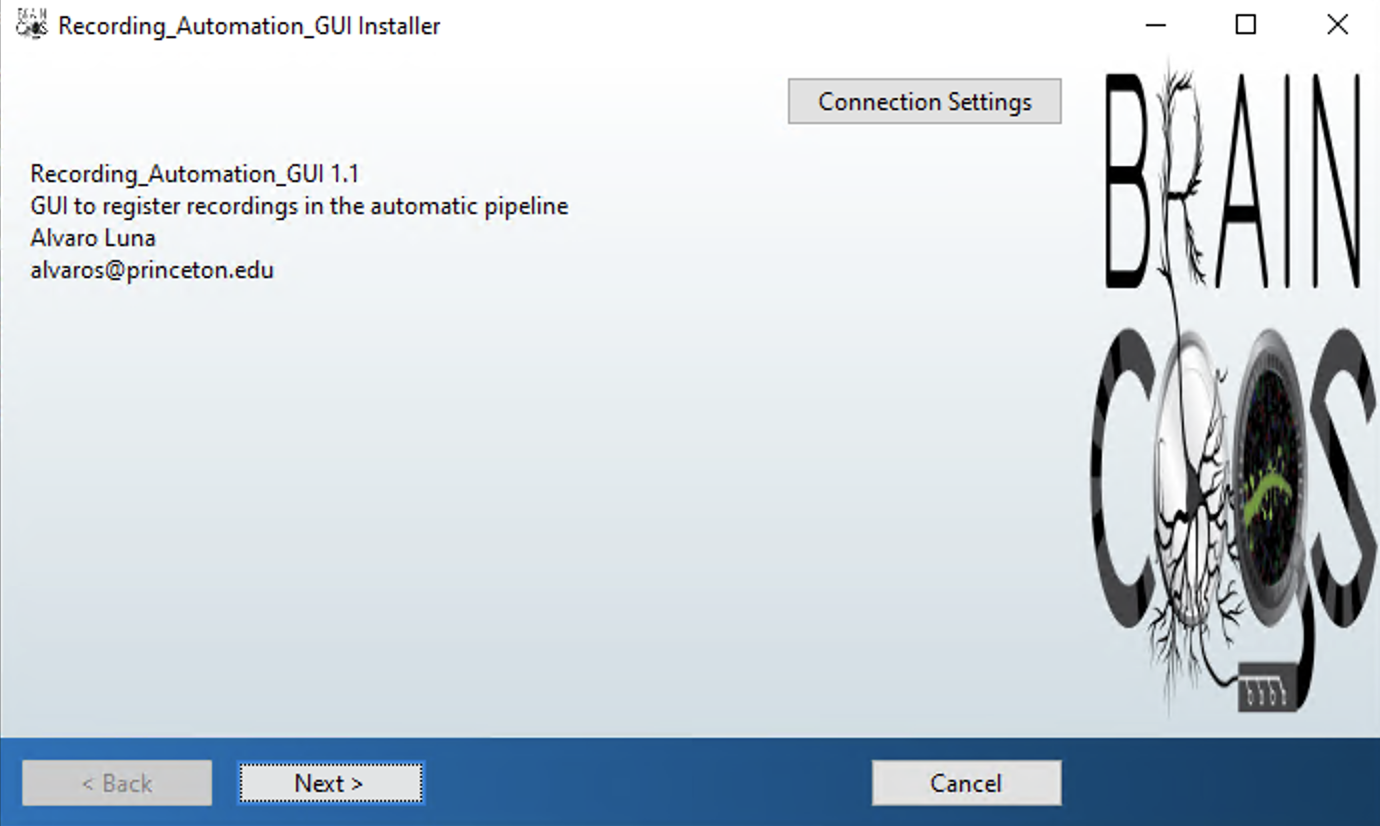 Recording_Automation_GUI Installer
Connection Settings
Recording_Automation_GUI 1.1
GUI to register recordings in the automatic pipeline
Alvaro Luna
alvaros@princeton.edu
BRAIN
COGS
< Back
Next >
Cancel